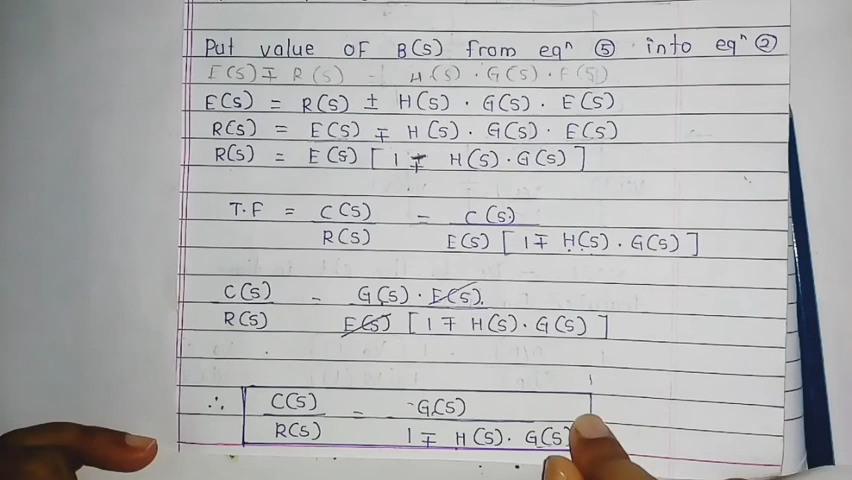 Put value of B(s) from eqⁿ ⑤ into eqⁿ ②
E(s) ∓ R(s) = H(s) · G(s) · E(s)
E(s) = R(s) ± H(s) · G(s) · E(s)
R(s) = E(s) ∓ H(s) · G(s) · E(s)
R(s) = E(s) [ 1 ∓ H(s) · G(s) ]
T.F = C(s) / R(s) = C(s) / E(s) [ 1 ∓ H(s) · G(s) ]
C(s) / R(s) = G(s) · E(s) / E(s) [ 1 ∓ H(s) · G(s) ]
∴ C(s) / R(s) = G(s) / 1 ∓ H(s) · G(s)